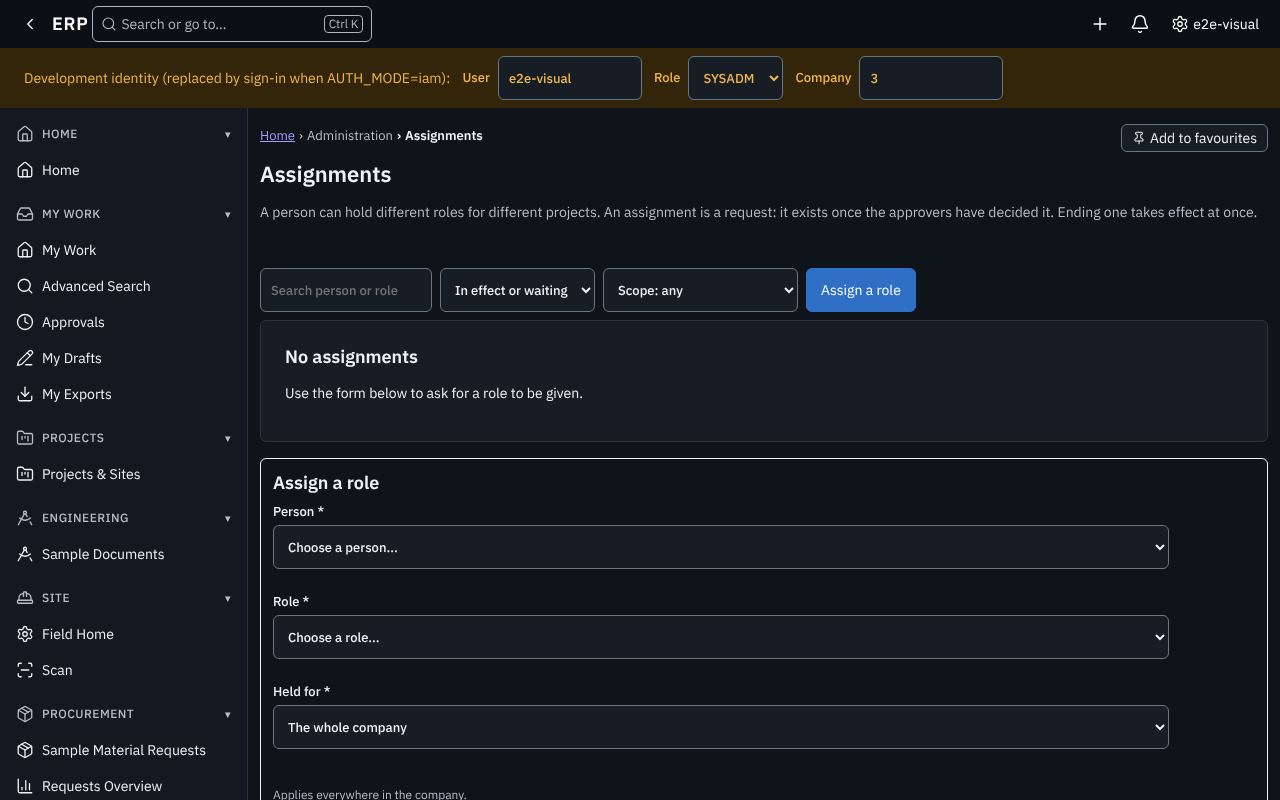 ERP
Search or go to...
Ctrl K
e2e-visual
Development identity (replaced by sign-in when AUTH_MODE=iam): User e2e-visual Role SYSADM Company 3
HOME
Home
MY WORK
My Work
Advanced Search
Approvals
My Drafts
My Exports
PROJECTS
Projects & Sites
ENGINEERING
Sample Documents
SITE
Field Home
Scan
PROCUREMENT
Sample Material Requests
Requests Overview
Home › Administration › Assignments
Add to favourites
Assignments
A person can hold different roles for different projects. An assignment is a request: it exists once the approvers have decided it. Ending one takes effect at once.
Search person or role
In effect or waiting
Scope: any
Assign a role
No assignments
Use the form below to ask for a role to be given.
Assign a role
Person *
Choose a person...
Role *
Choose a role...
Held for *
The whole company
Applies everywhere in the company.